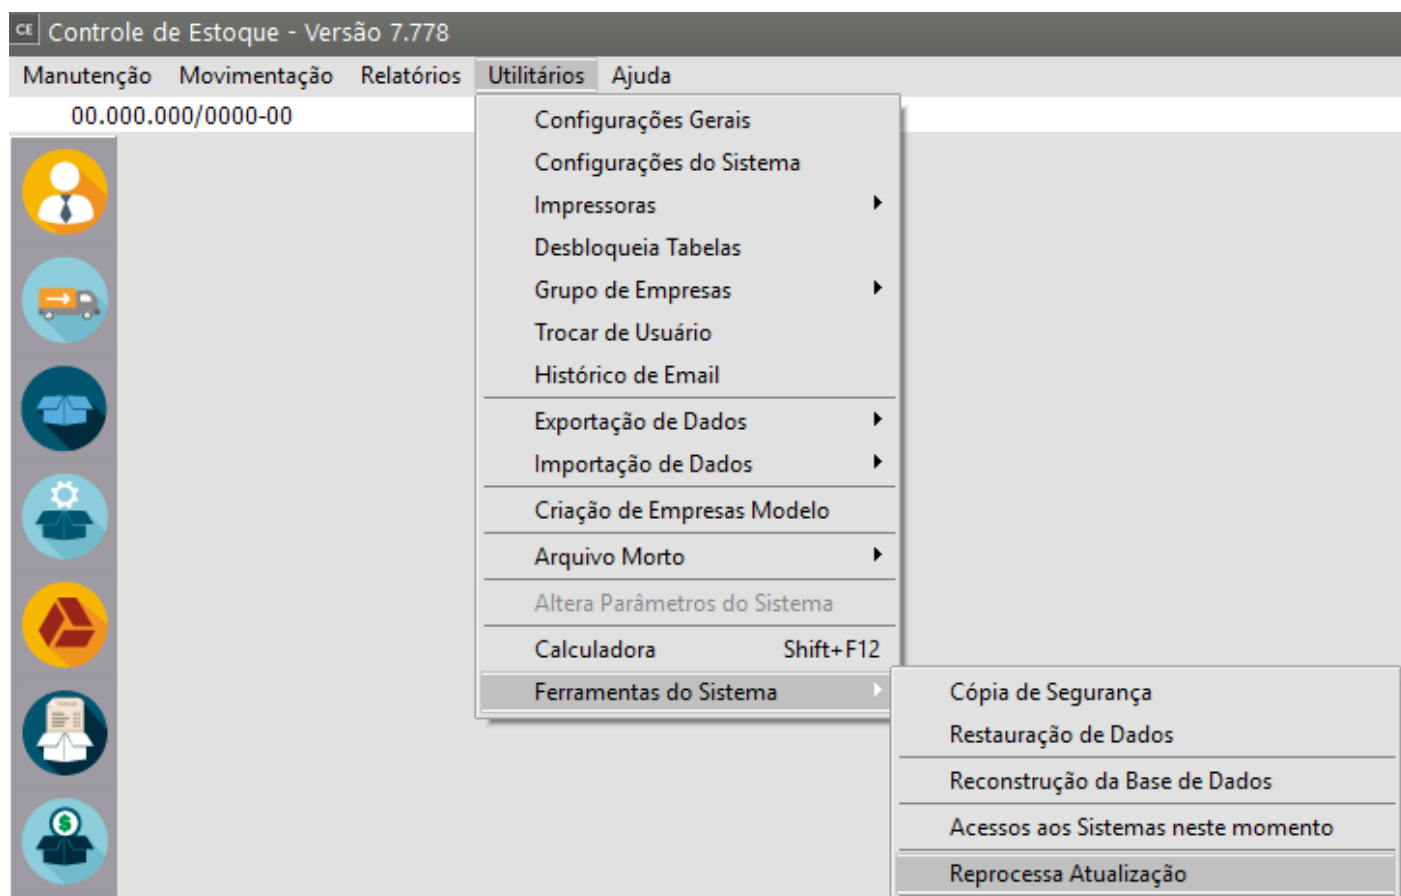 CE Controle de Estoque - Versão 7.778
Manutenção Movimentação Relatórios Utilitários Ajuda
00.000.000/0000-00
Configurações Gerais
Configurações do Sistema
Impressoras
Desbloqueia Tabelas
Grupo de Empresas
Trocar de Usuário
Histórico de Email
Exportação de Dados
Importação de Dados
Criação de Empresas Modelo
Arquivo Morto
Altera Parâmetros do Sistema
Calculadora Shift+F12
Ferramentas do Sistema
Cópia de Segurança
Restauração de Dados
Reconstrução da Base de Dados
Acessos aos Sistemas neste momento
Reprocessa Atualização
$